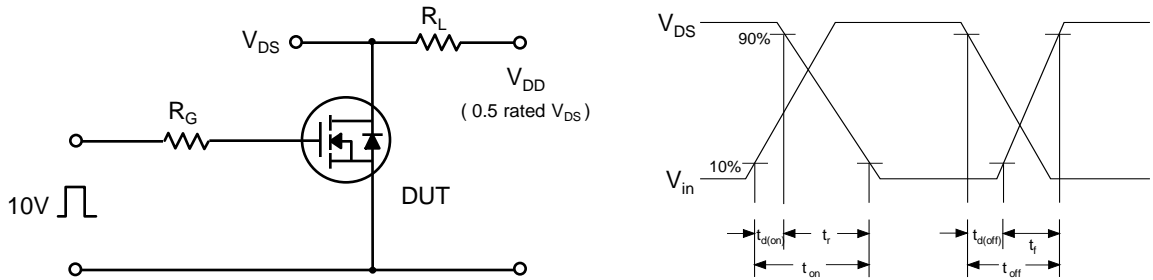 R_L
V_DS
V_DD
( 0.5 rated V_DS )
R_G
10V
DUT
V_DS
90%
10%
V_in
t_d(on)
t_r
t_on
t_d(off)
t_f
t_off